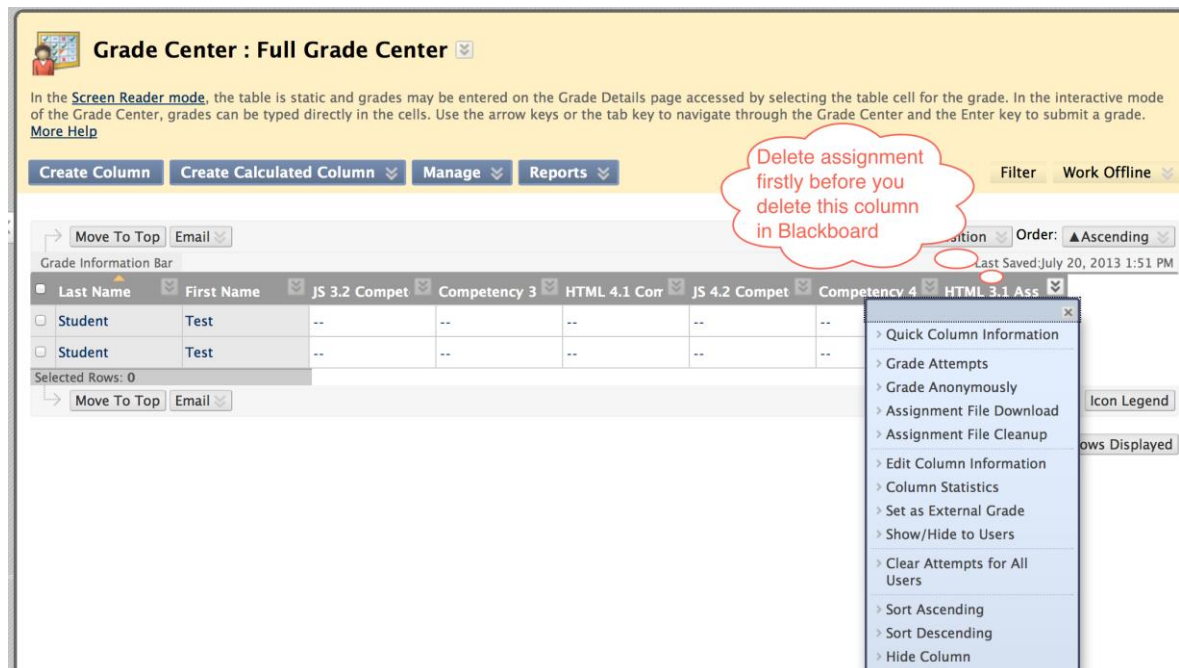 Grade Center : Full Grade Center
In the Screen Reader mode, the table is static and grades may be entered on the Grade Details page accessed by selecting the table cell for the grade. In the interactive mode
of the Grade Center, grades can be typed directly in the cells. Use the arrow keys or the tab key to navigate through the Grade Center and the Enter key to submit a grade.
More Help
Delete assignment
firstly before you
delete this column
in Blackboard
Create Column Create Calculated Column Manage Reports Filter Work Offline
Move To Top Email Order: ▲Ascending
Grade Information Bar Last Saved:July 20, 2013 1:51 PM
Last Name First Name JS 3.2 Compet Competency 3 HTML 4.1 Com JS 4.2 Compet Competency 4 HTML 3.1 Ass
Student Test -- -- -- -- --
Student Test -- -- -- -- --
Selected Rows: 0
Move To Top Email Icon Legend
Displayed
Quick Column Information
Grade Attempts
Grade Anonymously
Assignment File Download
Assignment File Cleanup
Edit Column Information
Column Statistics
Set as External Grade
Show/Hide to Users
Clear Attempts for All
Users
Sort Ascending
Sort Descending
Hide Column